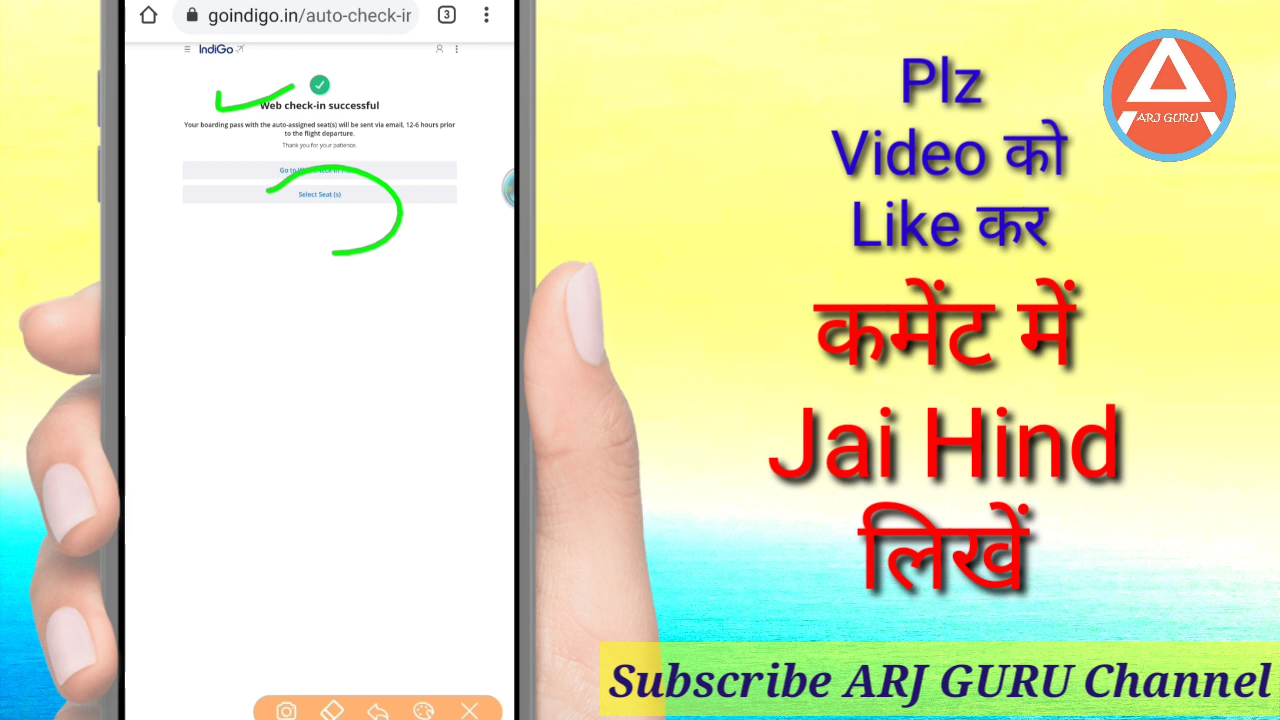 goindigo.in/auto-check-ir
3
IndiGo
Web check-in successful
Your boarding pass with the auto-assigned seat(s) will be sent via email, 12-6 hours prior
to the flight departure.
Thank you for your patience.
Go to
Select Seat (s)
Plz
Video को
Like कर
कमेंट में
Jai Hind
लिखें
ARJ GURU
Subscribe ARJ GURU Channel